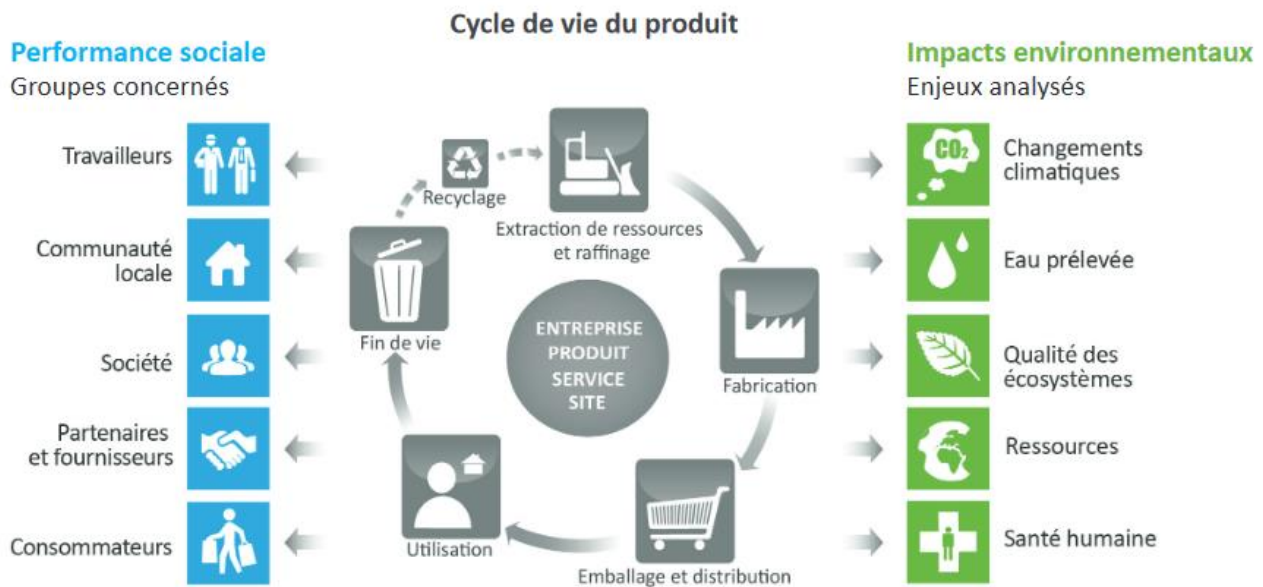 Cycle de vie du produit
Performance sociale
Groupes concernés
Travailleurs
Communauté
locale
Société
Partenaires
et fournisseurs
Consommateurs
Recyclage
Extraction de ressources
et raffinage
Fin de vie
ENTREPRISE
PRODUIT
SERVICE
SITE
Fabrication
Utilisation
Emballage et distribution
Impacts environnementaux
Enjeux analysés
CO₂
Changements
climatiques
Eau prélevée
Qualité des
écosystèmes
Ressources
Santé humaine